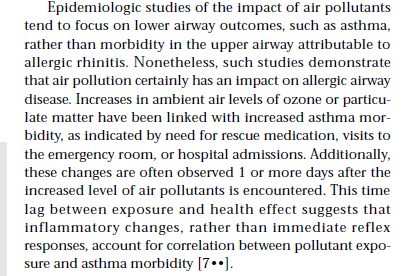 Epidemiologic studies of the impact of air pollutants
tend to focus on lower airway outcomes, such as asthma,
rather than morbidity in the upper airway attributable to
allergic rhinitis. Nonetheless, such studies demonstrate
that air pollution certainly has an impact on allergic airway
disease. Increases in ambient air levels of ozone or particu-
late matter have been linked with increased asthma mor-
bidity, as indicated by need for rescue medication, visits to
the emergency room, or hospital admissions. Additionally,
these changes are often observed 1 or more days after the
increased level of air pollutants is encountered. This time
lag between exposure and health effect suggests that
inflammatory changes, rather than immediate reflex
responses, account for correlation between pollutant expo-
sure and asthma morbidity [7••].